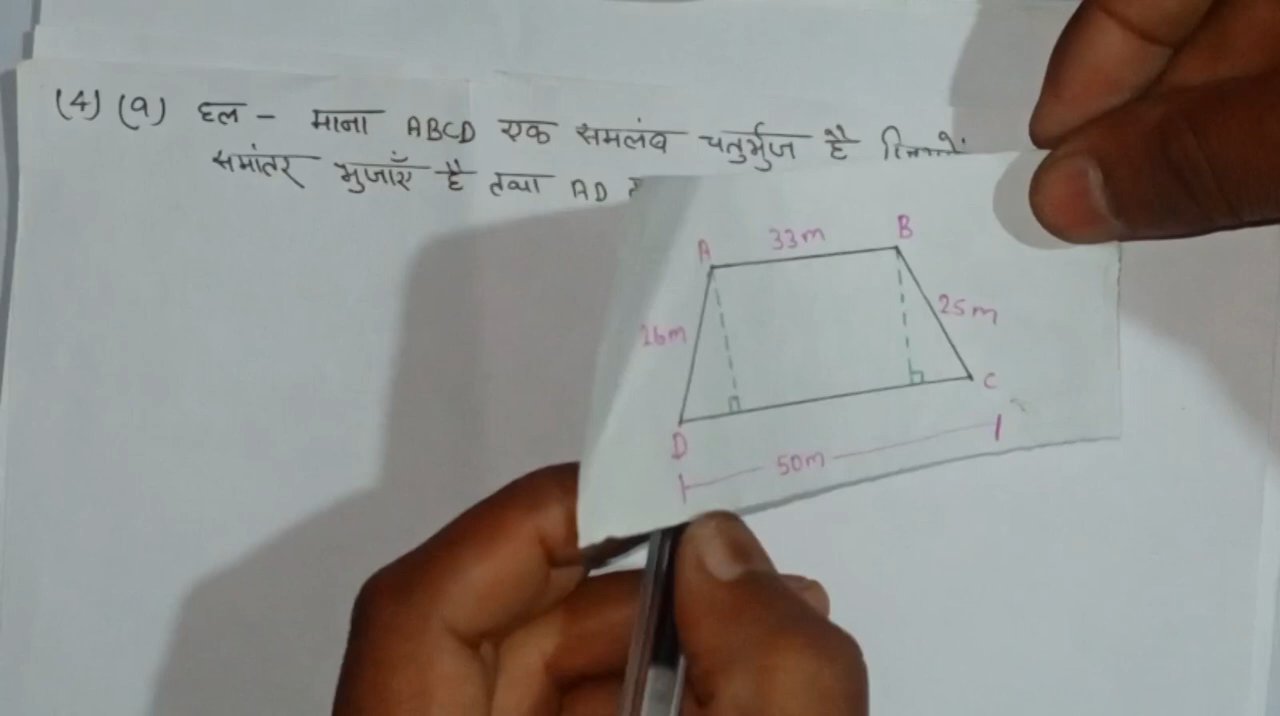 (4) (a) हल - माना ABCD एक समलंब चतुर्भुज है
समांतर भुजाएँ है तथा AD
A 33m B
26m 25m
C
D
50m